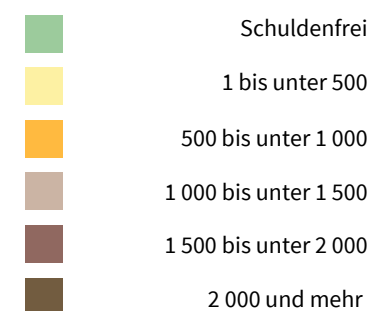 Schuldenfrei
1 bis unter 500
500 bis unter 1 000
1 000 bis unter 1 500
1 500 bis unter 2 000
2 000 und mehr